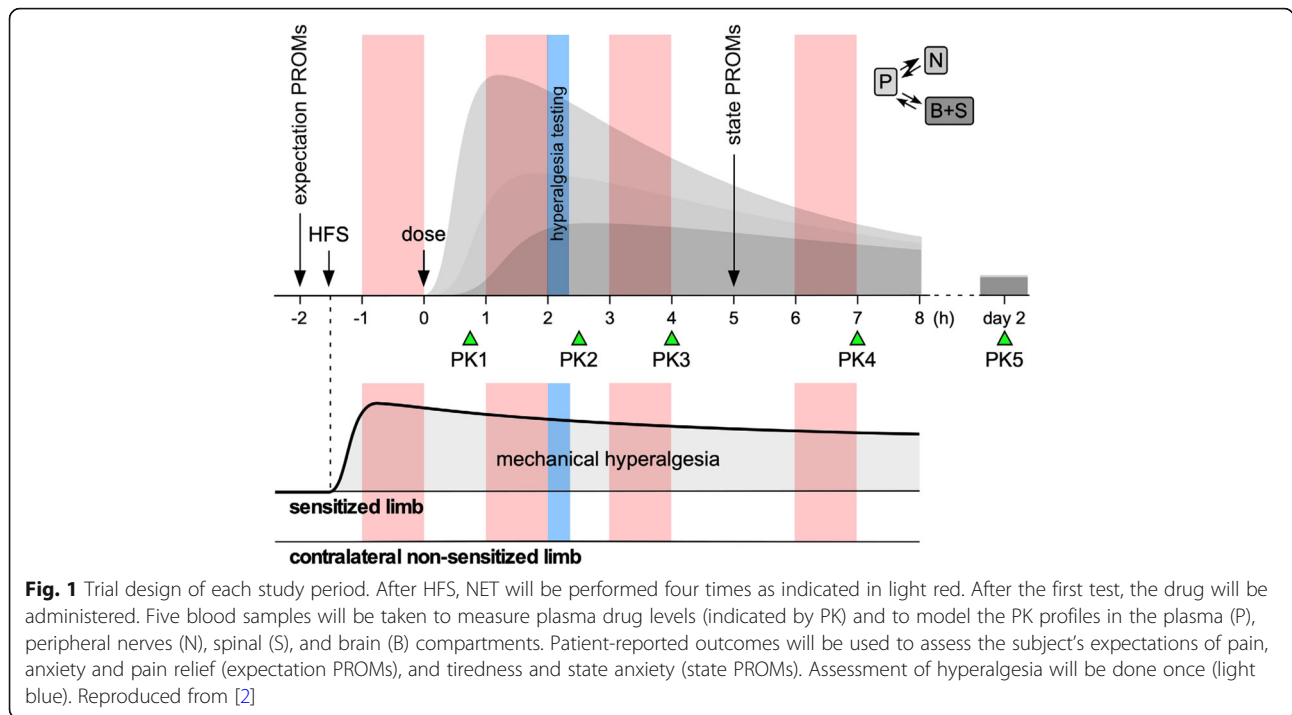 expectation PROMs
HFS
dose
hyperalgesia testing
state PROMs
P
N
B+S
-2
-1
0
1
2
3
4
5
6
7
8
(h)
day 2
PK1
PK2
PK3
PK4
PK5
mechanical hyperalgesia
sensitized limb
contralateral non-sensitized limb
Fig. 1 Trial design of each study period. After HFS, NET will be performed four times as indicated in light red. After the first test, the drug will be
administered. Five blood samples will be taken to measure plasma drug levels (indicated by PK) and to model the PK profiles in the plasma (P),
peripheral nerves (N), spinal (S), and brain (B) compartments. Patient-reported outcomes will be used to assess the subject's expectations of pain,
anxiety and pain relief (expectation PROMs), and tiredness and state anxiety (state PROMs). Assessment of hyperalgesia will be done once (light
blue). Reproduced from [2]